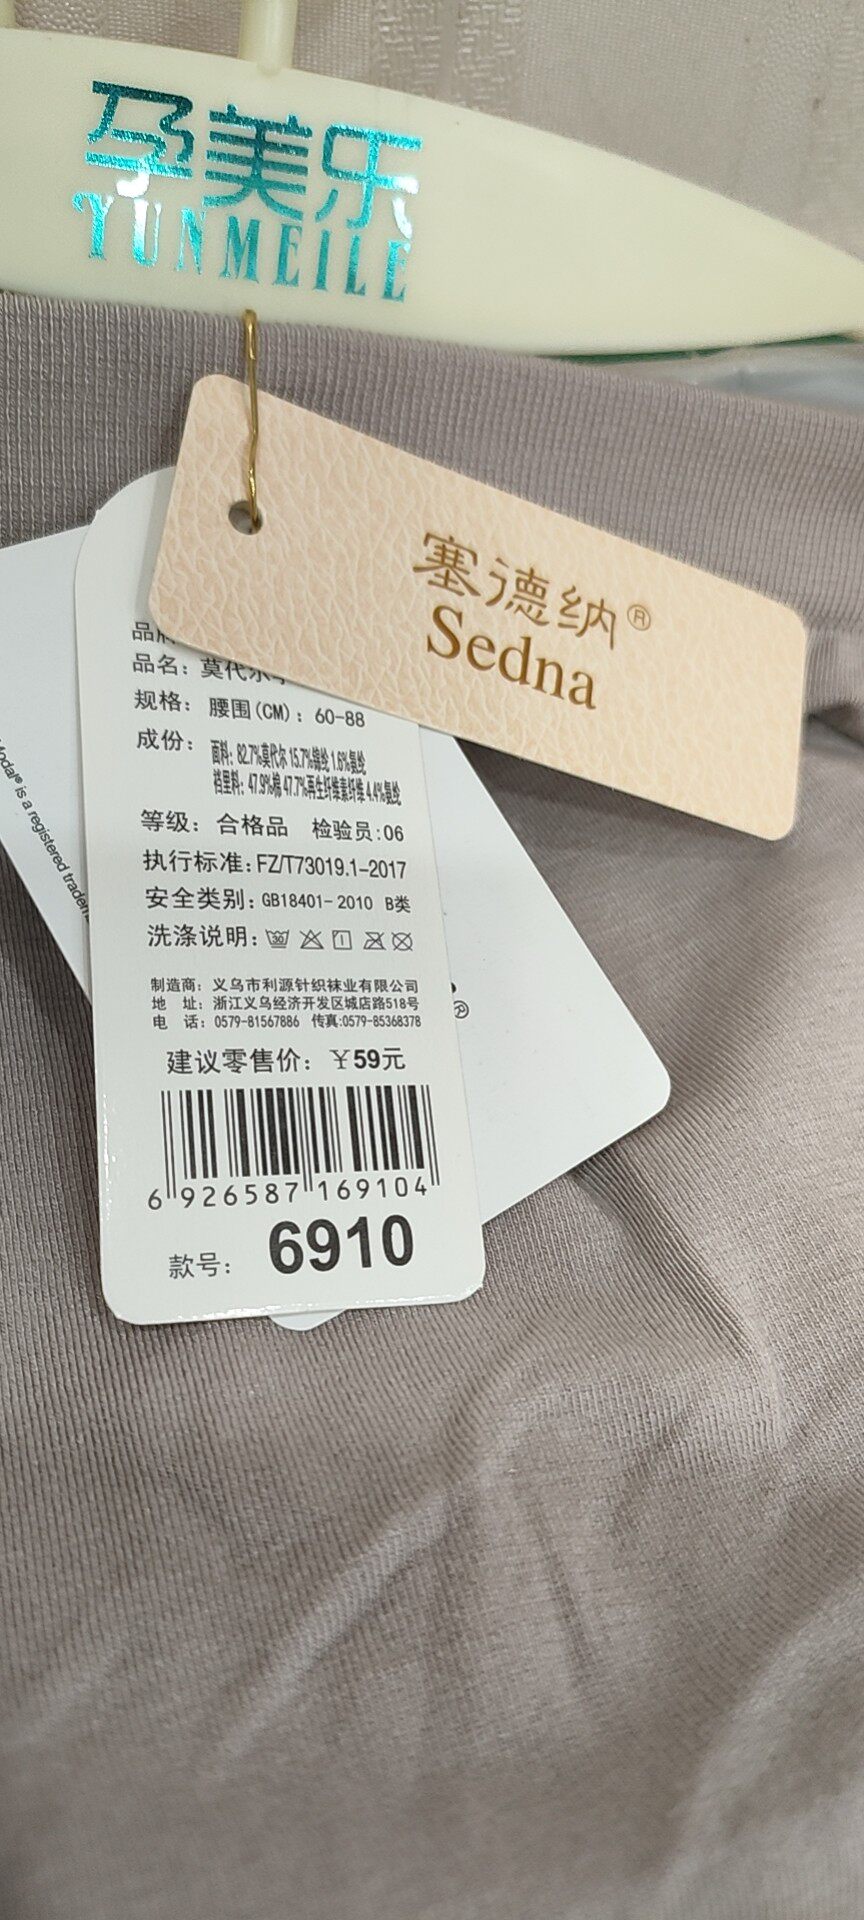 孕美乐
YUNMEILE
塞德纳®
Sedna
品牌
品名：莫代尔
规格：腰围(CM)：60-88
成份：面料：82.7%莫代尔 15.7%锦纶 1.6%氨纶
裆里料：47.9%棉 47.7%再生纤维素纤维 4.4%氨纶
等级：合格品 检验员:06
执行标准:FZ/T73019.1-2017
安全类别:GB18401-2010 B类
洗涤说明:
制造商：义乌市利源针织袜业有限公司
地 址：浙江义乌经济开发区城店路518号
电 话：0579-81567886 传真:0579-85368378
建议零售价：￥59元
6 926587 169104
款号：6910
Modal® is a registered
®